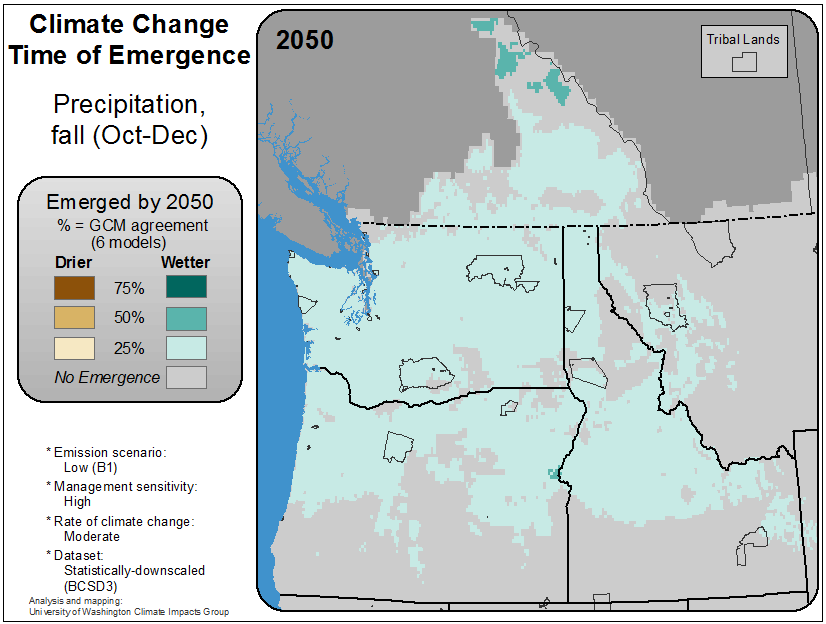 Climate Change
Time of Emergence
Precipitation,
fall (Oct-Dec)
Emerged by 2050
% = GCM agreement
(6 models)
Drier Wetter
75%
50%
25%
No Emergence
* Emission scenario:
Low (B1)
* Management sensitivity:
High
* Rate of climate change:
Moderate
* Dataset:
Statistically-downscaled
(BCSD3)
Analysis and mapping:
University of Washington Climate Impacts Group
2050
Tribal Lands